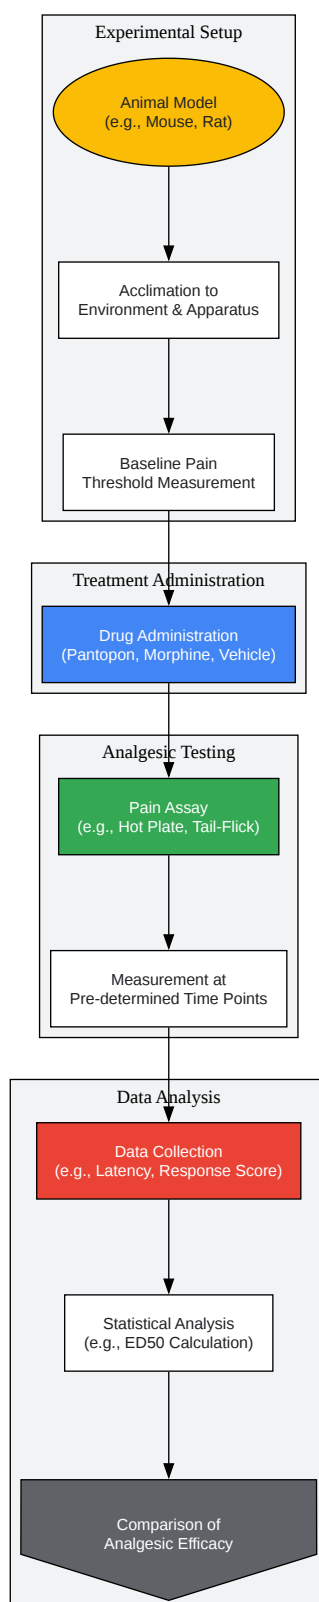 Experimental Setup
Animal Model
(e.g., Mouse, Rat)
Acclimation to
Environment & Apparatus
Baseline Pain
Threshold Measurement
Treatment Administration
Drug Administration
(Pantopon, Morphine, Vehicle)
Analgesic Testing
Pain Assay
(e.g., Hot Plate, Tail-Flick)
Measurement at
Pre-determined Time Points
Data Analysis
Data Collection
(e.g., Latency, Response Score)
Statistical Analysis
(e.g., ED50 Calculation)
Comparison of
Analgesic Efficacy